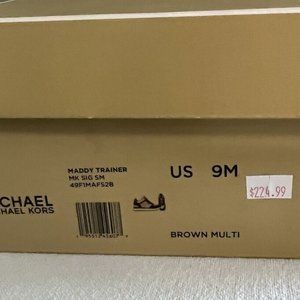 MADDY TRAINER
MK SIG SM
49F1MAFS2B
US 9M
$224.99
CHAEL
HAEL KORS
BROWN MULTI